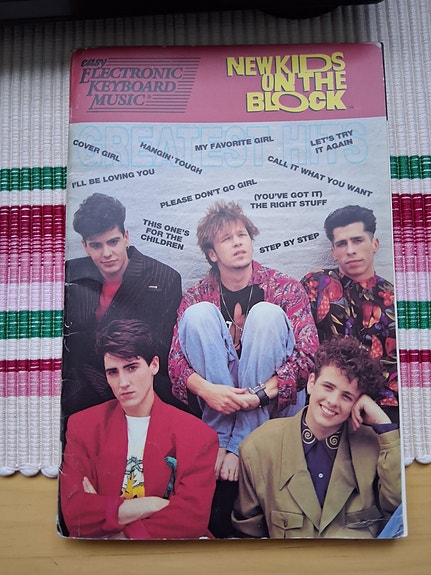 easy
ELECTRONIC
KEYBOARD
MUSIC
NEW KIDS
ON THE
BLOCK
GREATEST HITS
COVER GIRL
HANGIN' TOUGH
MY FAVORITE GIRL
LET'S TRY
IT AGAIN
I'LL BE LOVING YOU
CALL IT WHAT YOU WANT
PLEASE DON'T GO GIRL
(YOU'VE GOT IT)
THE RIGHT STUFF
THIS ONE'S
FOR THE
CHILDREN
STEP BY STEP